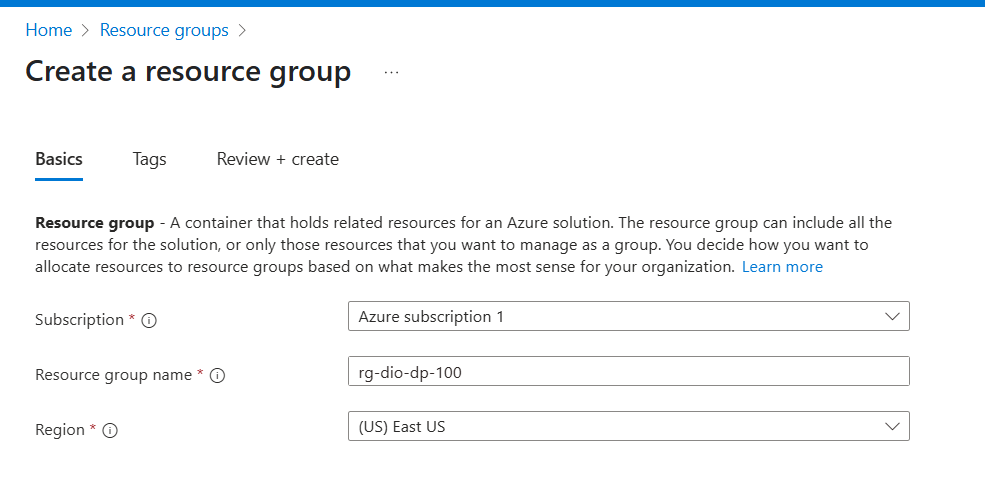 Home > Resource groups >
Create a resource group ...
Basics Tags Review + create
Resource group - A container that holds related resources for an Azure solution. The resource group can include all the
resources for the solution, or only those resources that you want to manage as a group. You decide how you want to
allocate resources to resource groups based on what makes the most sense for your organization. Learn more
Subscription * Azure subscription 1
Resource group name * rg-dio-dp-100
Region * (US) East US